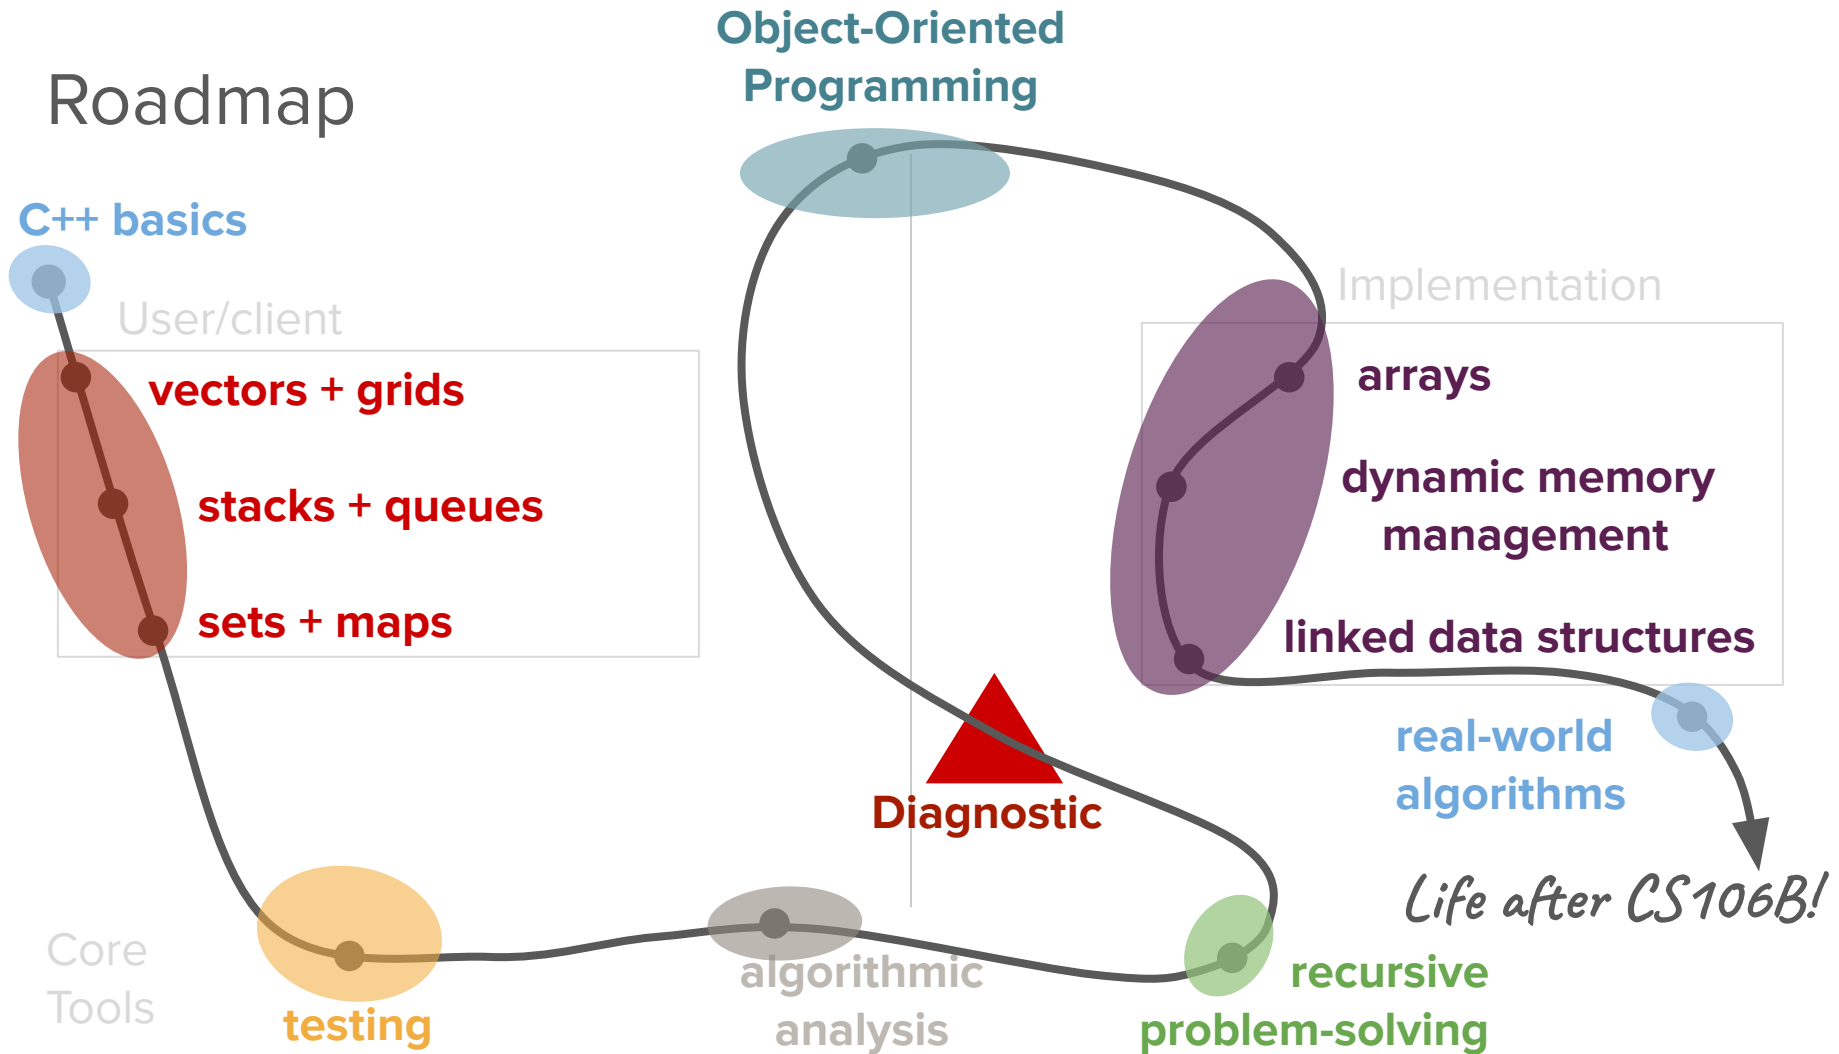 Object-Oriented
Programming
Roadmap
C++ basics
User/client
vectors + grids
stacks + queues
sets + maps
Implementation
arrays
dynamic memory
management
linked data structures
real-world
algorithms
Diagnostic
Life after CS106B!
Core
Tools
testing
algorithmic
analysis
recursive
problem-solving